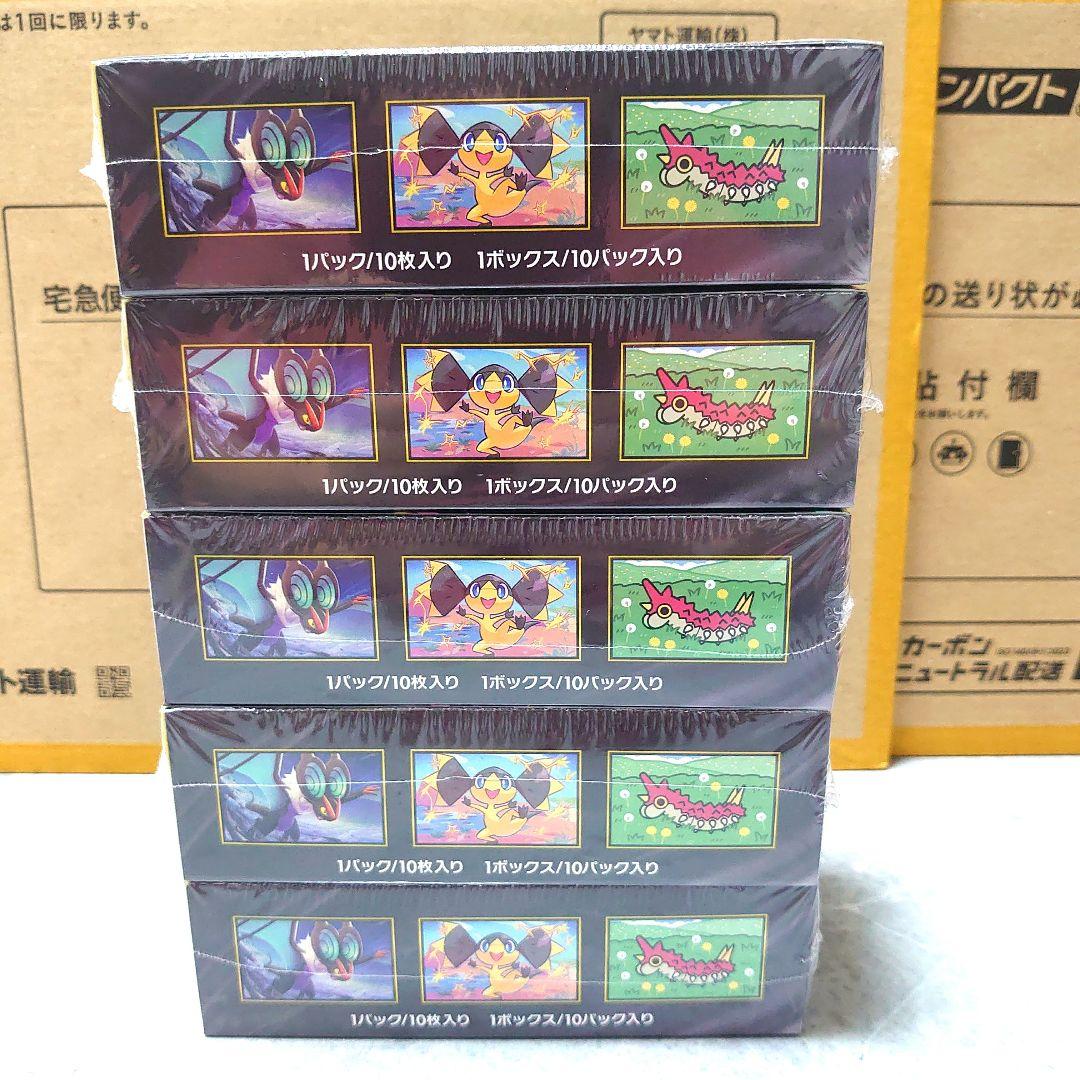 は1回に限ります。
ヤマト運輸(株)
ンパクト
宅急便
の送り状が必
貼付欄
ト運輸
カーボン
ニュートラル配送
1パック/10枚入り 1ボックス/10パック入り
1パック/10枚入り 1ボックス/10パック入り
1パック/10枚入り 1ボックス/10パック入り
1パック/10枚入り 1ボックス/10パック入り
1パック/10枚入り 1ボックス/10パック入り